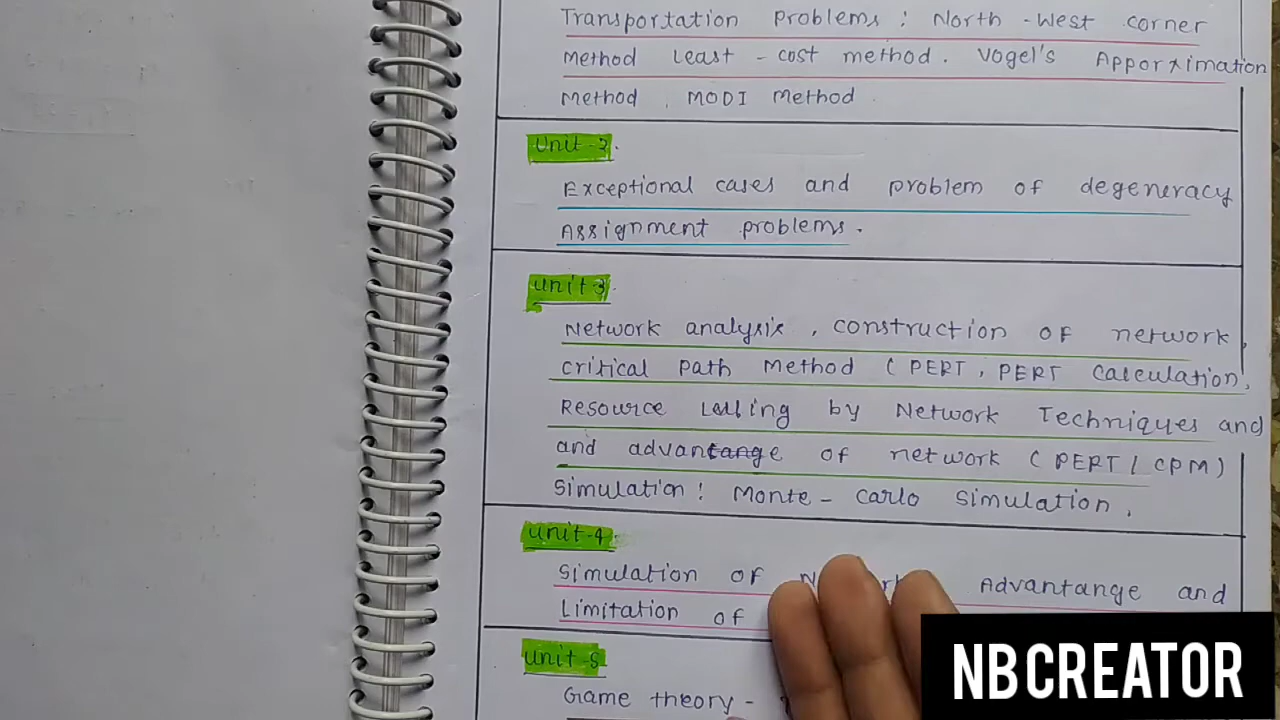 Transportation problems : North - West corner
Method Least - cost method . Vogel's Apporximation
Method , MODI Method .
Unit-2.
Exceptional cases and problem of degeneracy
Assignment problems .
Unit-3.
Network analysis , construction of network ,
critical path method ( PERT , PERT calculation,
Resource by Network Techniques and
and advantange of network ( PERT / CPM )
Simulation : Monte - Carlo Simulation .
Unit-4.
Simulation of Advantange and
Limitation of
Unit-5
Game theory -
NB CREATOR